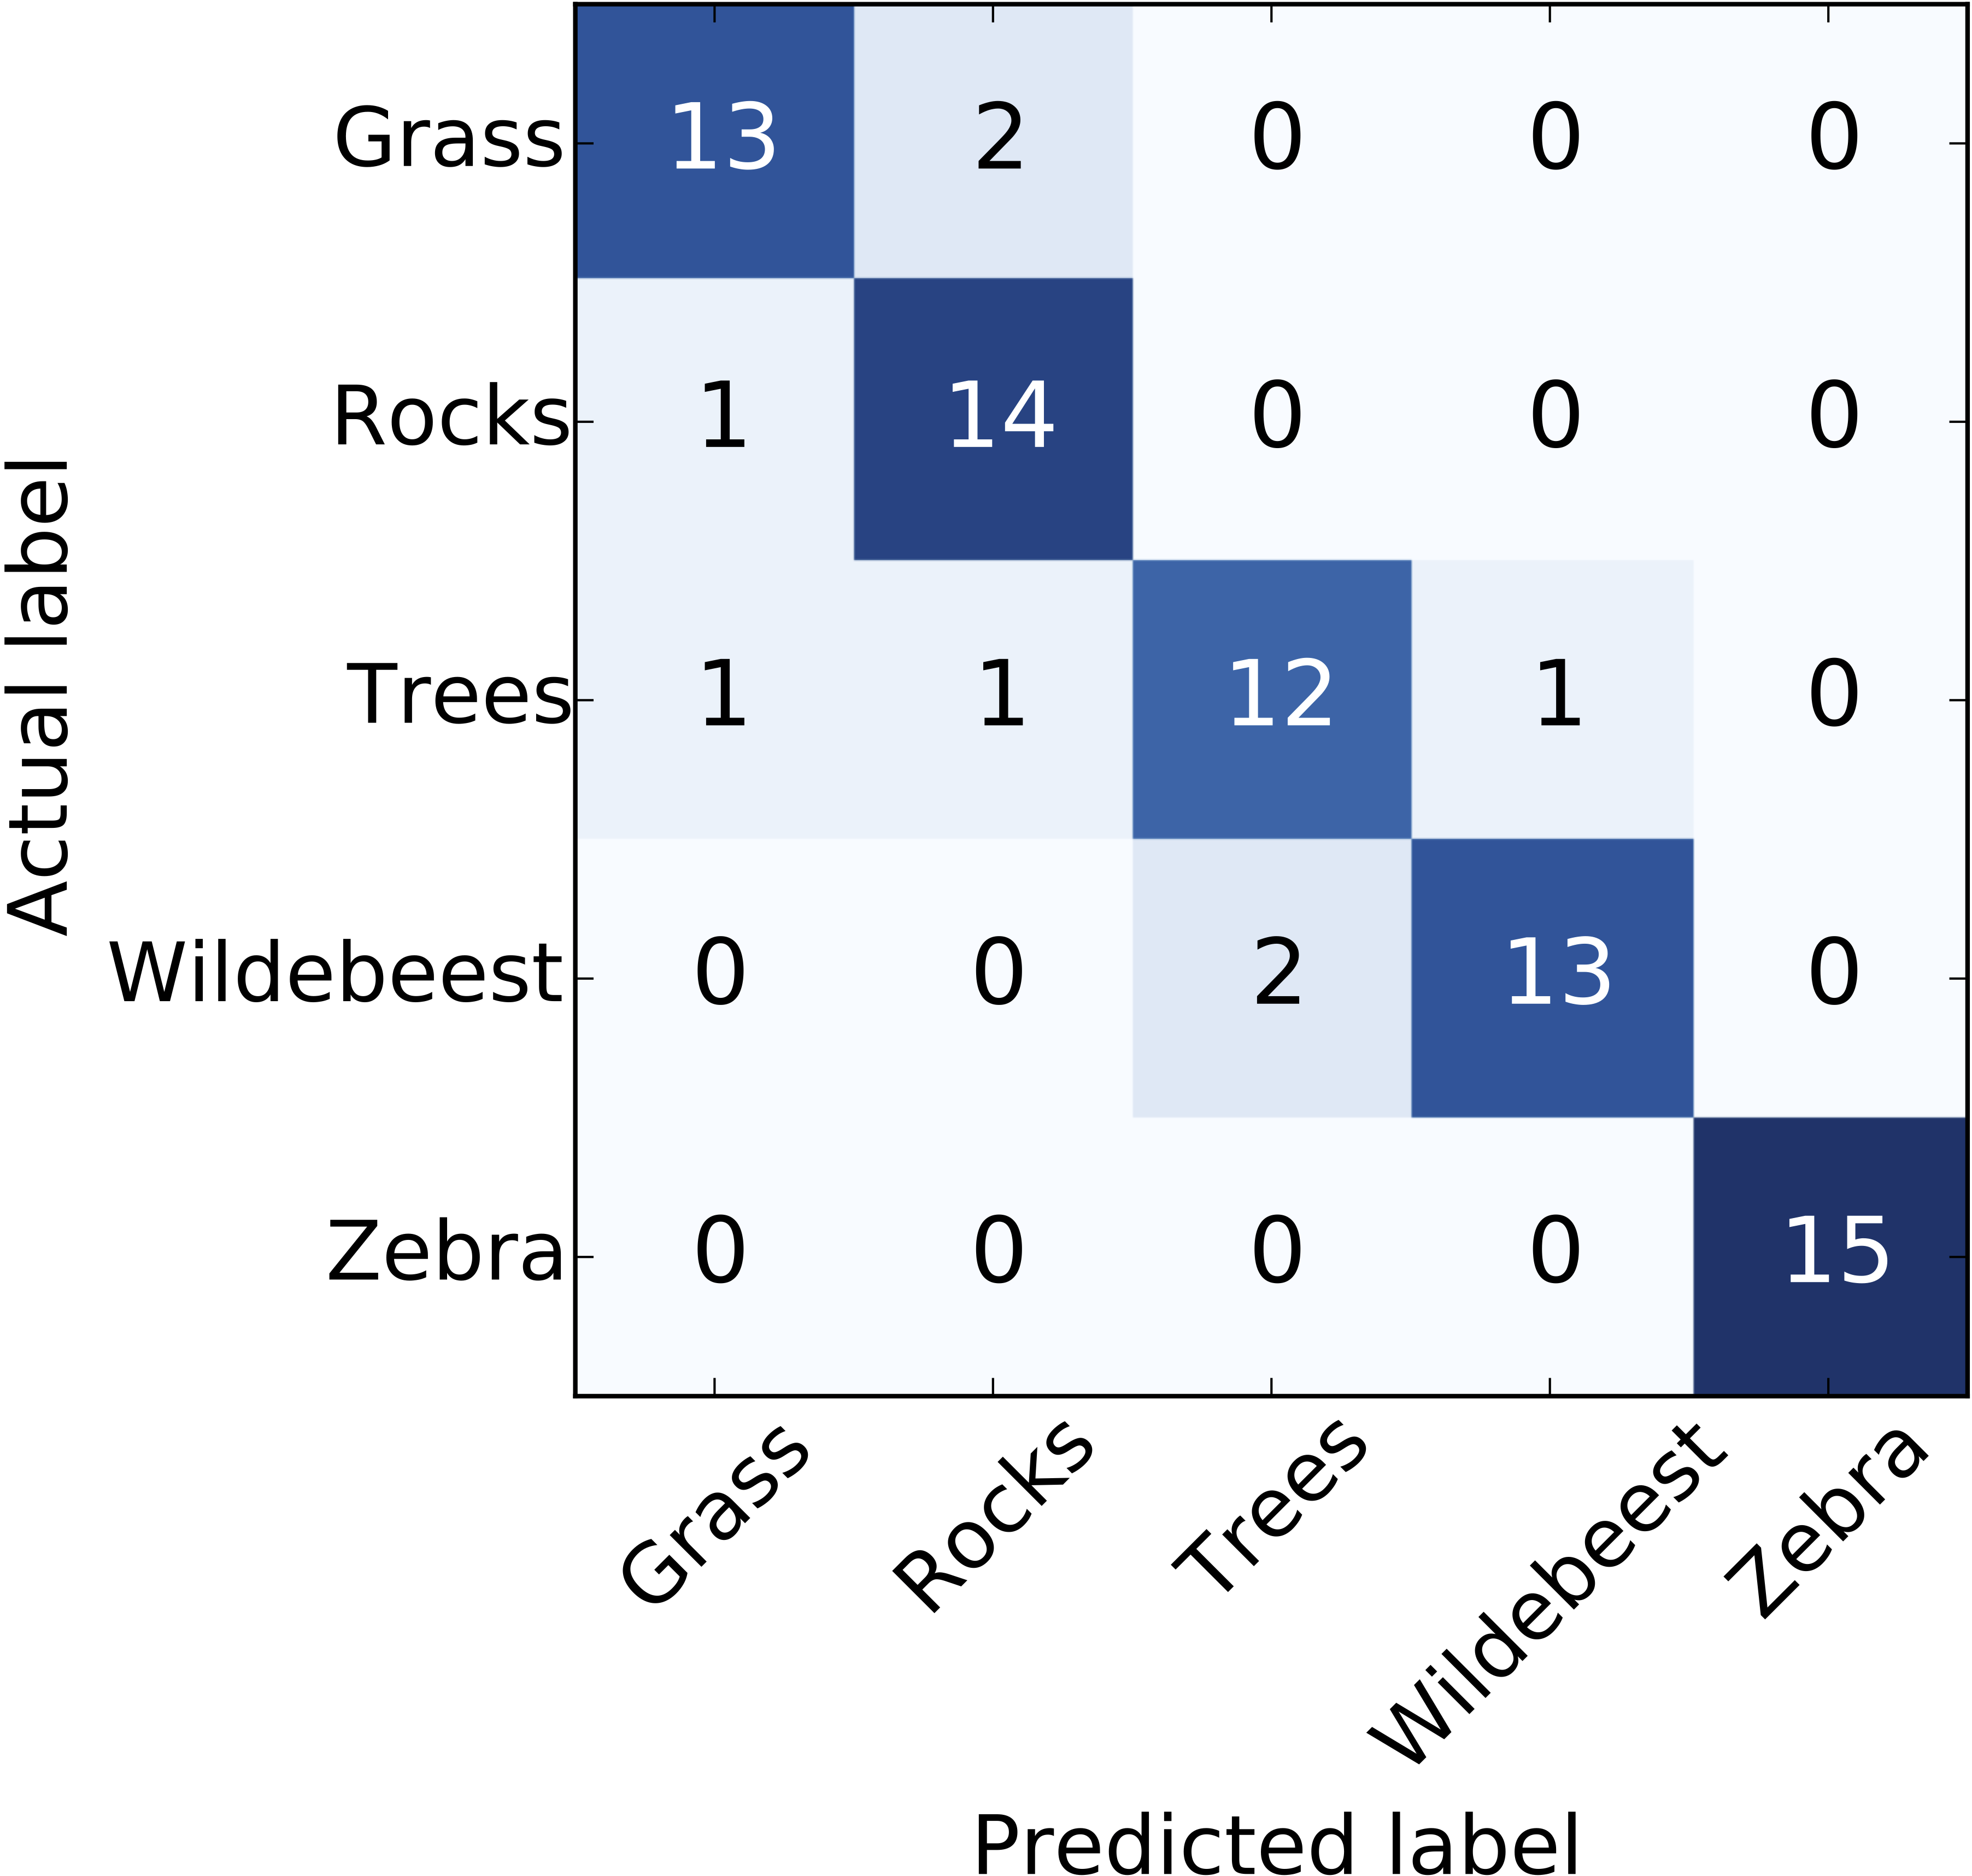 Actual label
Grass 13 2 0 0 0
Rocks 1 14 0 0 0
Trees 1 1 12 1 0
Wildebeest 0 0 2 13 0
Zebra 0 0 0 0 15
Grass Rocks Trees Wildebeest Zebra
Predicted label